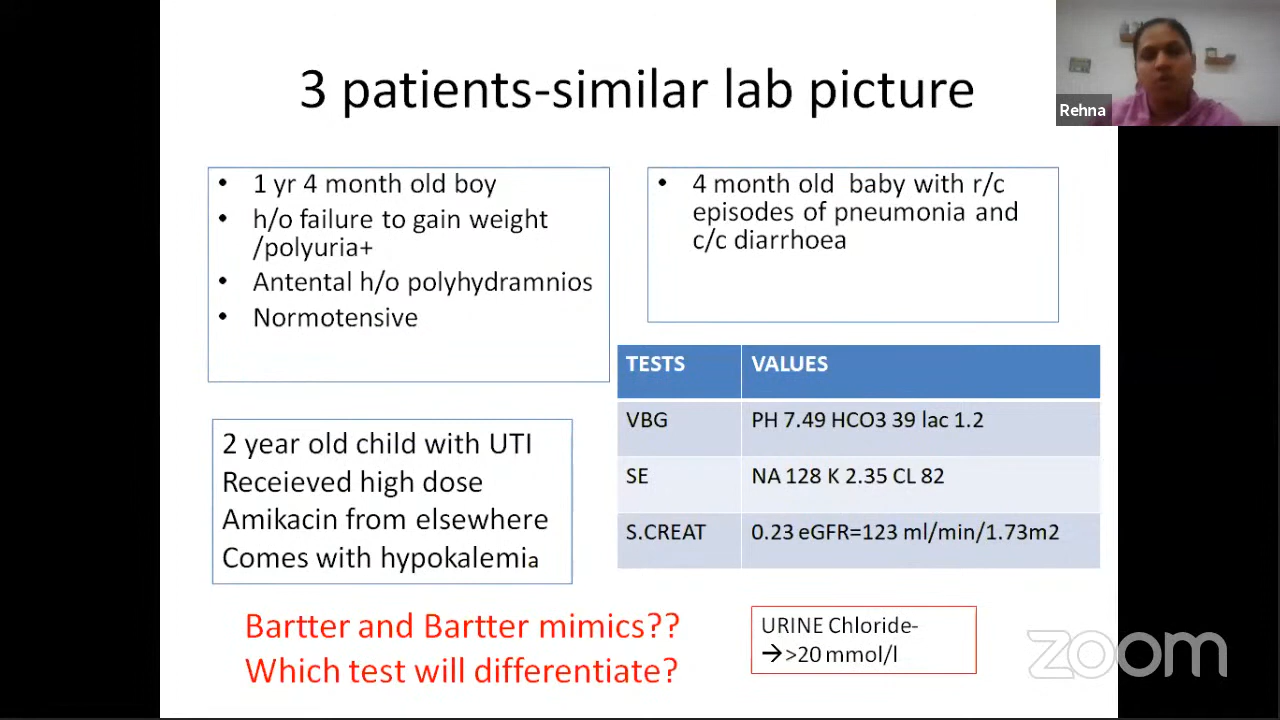 3 patients-similar lab picture
Rehna
• 1 yr 4 month old boy
• h/o failure to gain weight
/polyuria+
• Antental h/o polyhydramnios
• Normotensive
• 4 month old baby with r/c
episodes of pneumonia and
c/c diarrhoea
TESTS VALUES
VBG PH 7.49 HCO3 39 lac 1.2
SE NA 128 K 2.35 CL 82
S.CREAT 0.23 eGFR=123 ml/min/1.73m2
2 year old child with UTI
Receieved high dose
Amikacin from elsewhere
Comes with hypokalemia
Bartter and Bartter mimics??
Which test will differentiate?
URINE Chloride-
→>20 mmol/l
zoom